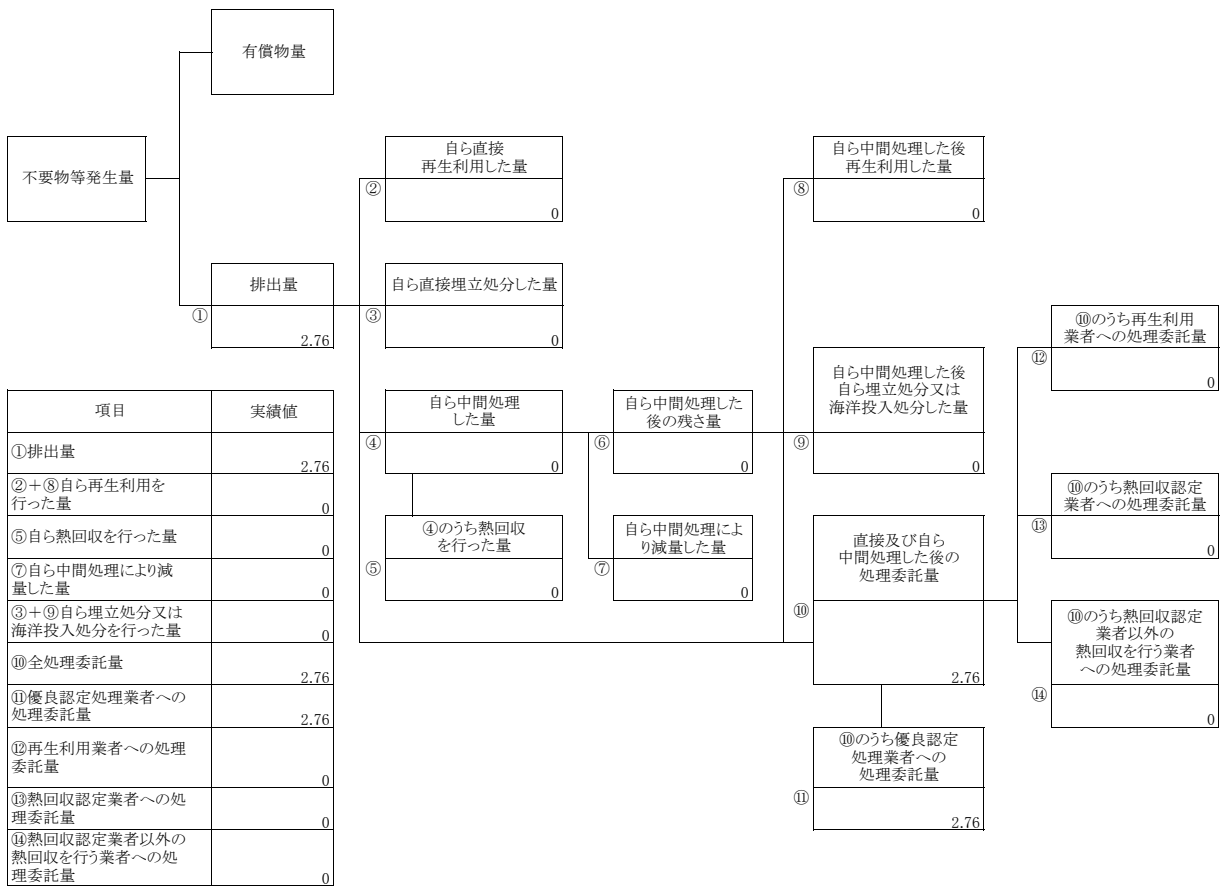 有償物量
不要物等発生量
自ら直接
再生利用した量
②
0
自ら中間処理した後
再生利用した量
⑧
0
排出量
①
2.76
自ら直接埋立処分した量
③
0
⑩のうち再生利用
業者への処理委託量
⑫
0
自ら中間処理
した量
④
0
自ら中間処理した
後の残さ量
⑥
0
自ら中間処理した後
自ら埋立処分又は
海洋投入処分した量
⑨
0
⑩のうち熱回収認定
業者への処理委託量
⑬
0
④のうち熱回収
を行った量
⑤
0
自ら中間処理によ
り減量した量
⑦
0
直接及び自ら
中間処理した後の
処理委託量
⑩
2.76
⑩のうち熱回収認定
業者以外の
熱回収を行う業者
への処理委託量
⑭
0
⑩のうち優良認定
処理業者への
処理委託量
⑪
2.76
項目 実績値
①排出量
2.76
②+⑧自ら再生利用を
行った量
0
⑤自ら熱回収を行った量
0
⑦自ら中間処理により減
量した量
0
③+⑨自ら埋立処分又は
海洋投入処分を行った量
0
⑩全処理委託量
2.76
⑪優良認定処理業者への
処理委託量
2.76
⑫再生利用業者への処理
委託量
0
⑬熱回収認定業者への処
理委託量
0
⑭熱回収認定業者以外の
熱回収を行う業者への処
理委託量
0